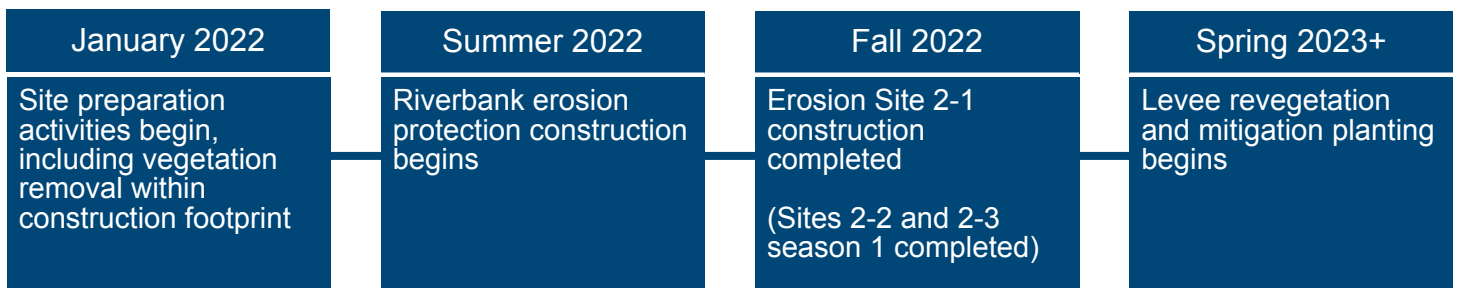 January 2022
Site preparation
activities begin,
including vegetation
removal within
construction footprint
Summer 2022
Riverbank erosion
protection construction
begins
Fall 2022
Erosion Site 2-1
construction
completed
(Sites 2-2 and 2-3
season 1 completed)
Spring 2023+
Levee revegetation
and mitigation planting
begins